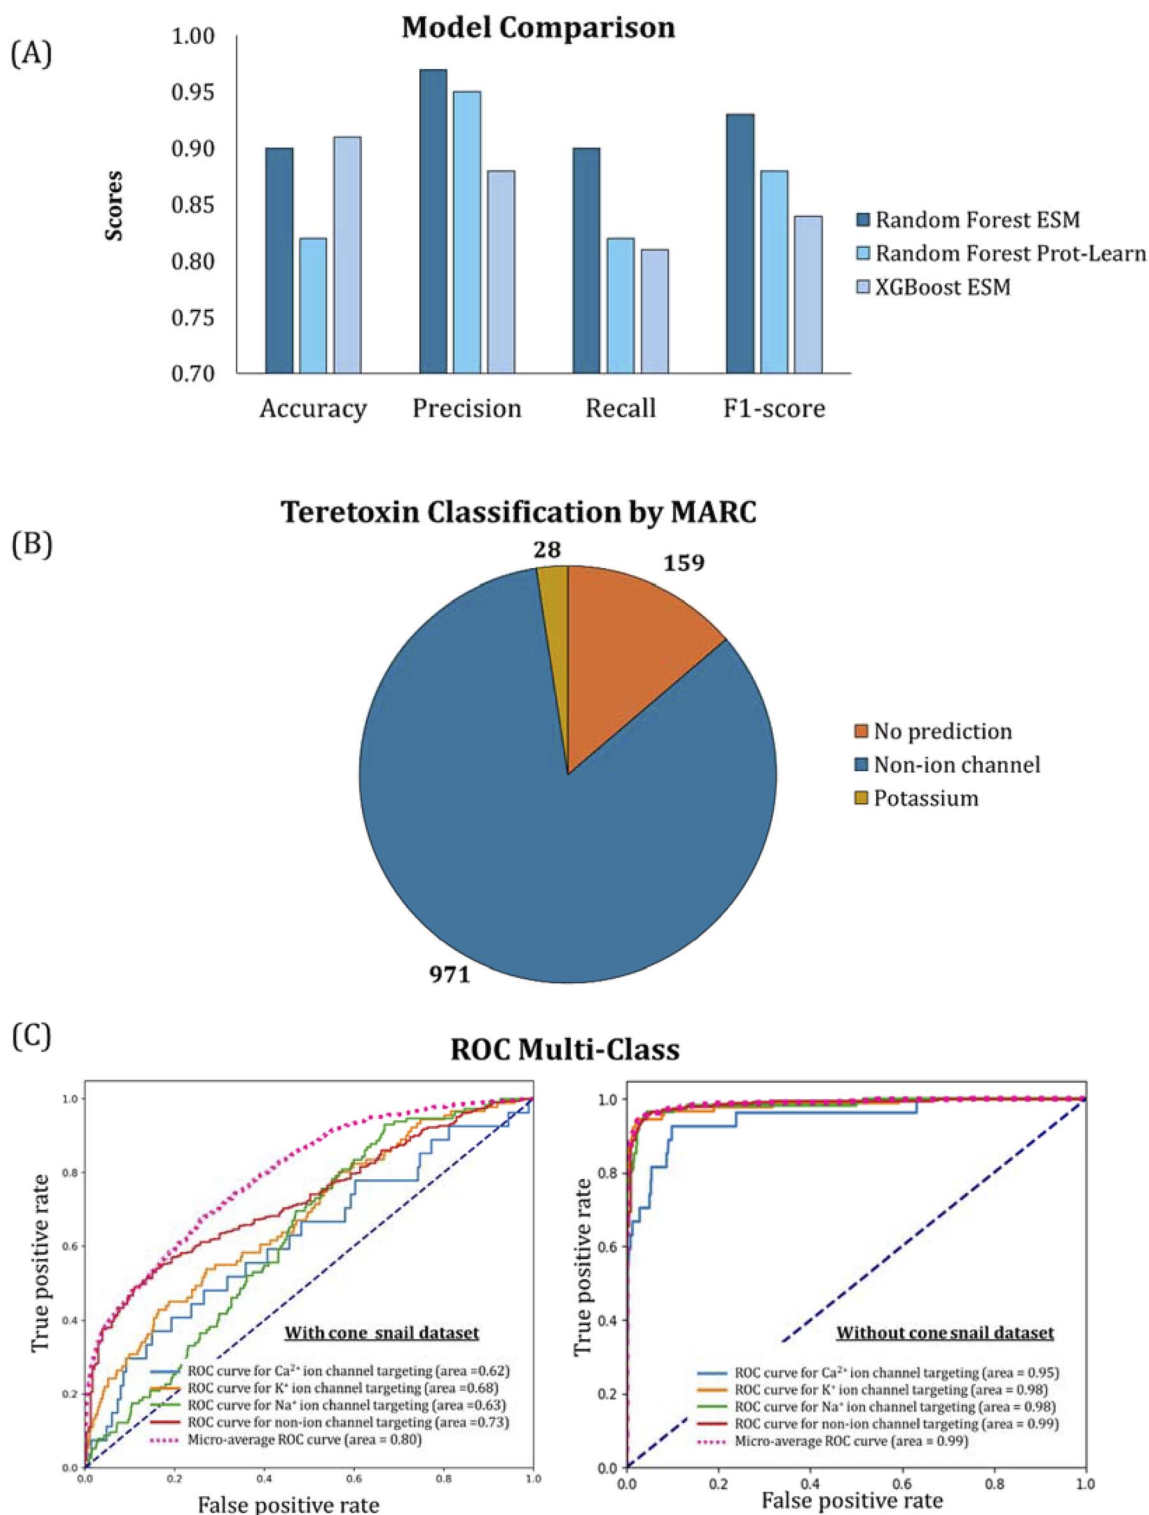 (A)
Model Comparison
1.00
0.95
0.90
0.85
0.80
0.75
0.70
Scores
Accuracy Precision Recall F1-score
Random Forest ESM
Random Forest Prot-Learn
XGBoost ESM
(B)
Teretoxin Classification by MARC
28
159
971
No prediction
Non-ion channel
Potassium
(C)
ROC Multi-Class
1.0
0.8
0.6
0.4
0.2
0.0
True positive rate
With cone snail dataset
ROC curve for Ca²⁺ ion channel targeting (area =0.62)
ROC curve for K⁺ ion channel targeting (area =0.68)
ROC curve for Na⁺ ion channel targeting (area =0.63)
ROC curve for non-ion channel targeting (area =0.73)
Micro-average ROC curve (area = 0.80)
0.0 0.2 0.4 0.6 0.8 1.0
False positive rate
1.0
0.8
0.6
0.4
0.2
0.0
True positive rate
Without cone snail dataset
ROC curve for Ca²⁺ ion channel targeting (area = 0.95)
ROC curve for K⁺ ion channel targeting (area = 0.98)
ROC curve for Na⁺ ion channel targeting (area = 0.98)
ROC curve for non-ion channel targeting (area = 0.99)
Micro-average ROC curve (area = 0.99)
0.0 0.2 0.4 0.6 0.8 1.0
False positive rate